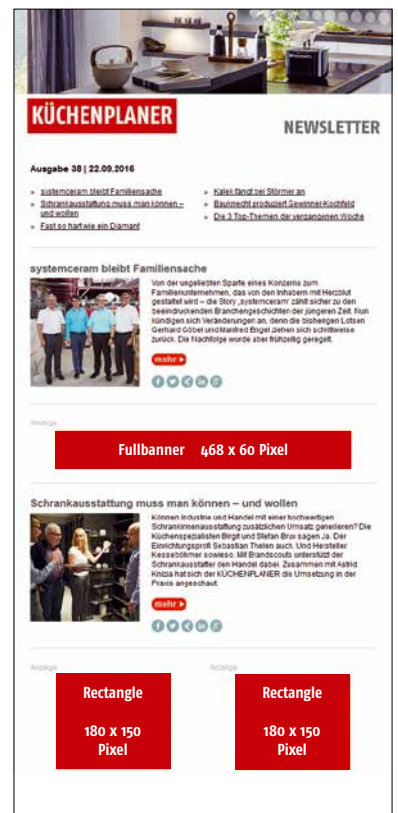 KÜCHENPLANER
NEWSLETTER
Ausgabe 38 | 22.09.2016
» systemceram bleibt Familiensache
» Schrankausstattung muss man können –
und wollen
» Fast so hart wie ein Diamant
» Kalek fängt bei Störmer an
» Bauknecht produziert Gewinner-Kochfeld
» Die 3 Top-Themen der vergangenen Woche
systemceram bleibt Familiensache
Von der ungeliebten Sparte eines Konzerns zum
Familienunternehmen, das von den Inhabern mit Herzblut
gestaltet wird – die Story „systemceram“ zählt sicher zu den
beeindruckenden Branchengeschichten der jüngeren Zeit. Nun
kündigen sich Veränderungen an, denn die bisherigen Lotsen
Gerhard Göbel und Manfred Engel ziehen sich schrittweise
zurück. Die Nachfolge wurde aber frühzeitig geregelt.
mehr
Anzeige
Fullbanner 468 x 60 Pixel
Schrankausstattung muss man können – und wollen
Können Industrie und Handel mit einer hochwertigen
Schrankinnenausstattung zusätzlichen Umsatz generieren? Die
Küchenspezialisten Birgit und Stefan Brux sagen Ja. Der
Einrichtungsprofi Sebastian Thelen auch. Und Hersteller
Kesseböhmer sowieso. Mit Brandscouts unterstützt der
Schrankausstatter den Handel dabei. Zusammen mit Astrid
Knizia hat sich der KÜCHENPLANER die Umsetzung in der
Praxis angeschaut.
mehr
Anzeige
Anzeige
Rectangle
180 x 150
Pixel
Rectangle
180 x 150
Pixel